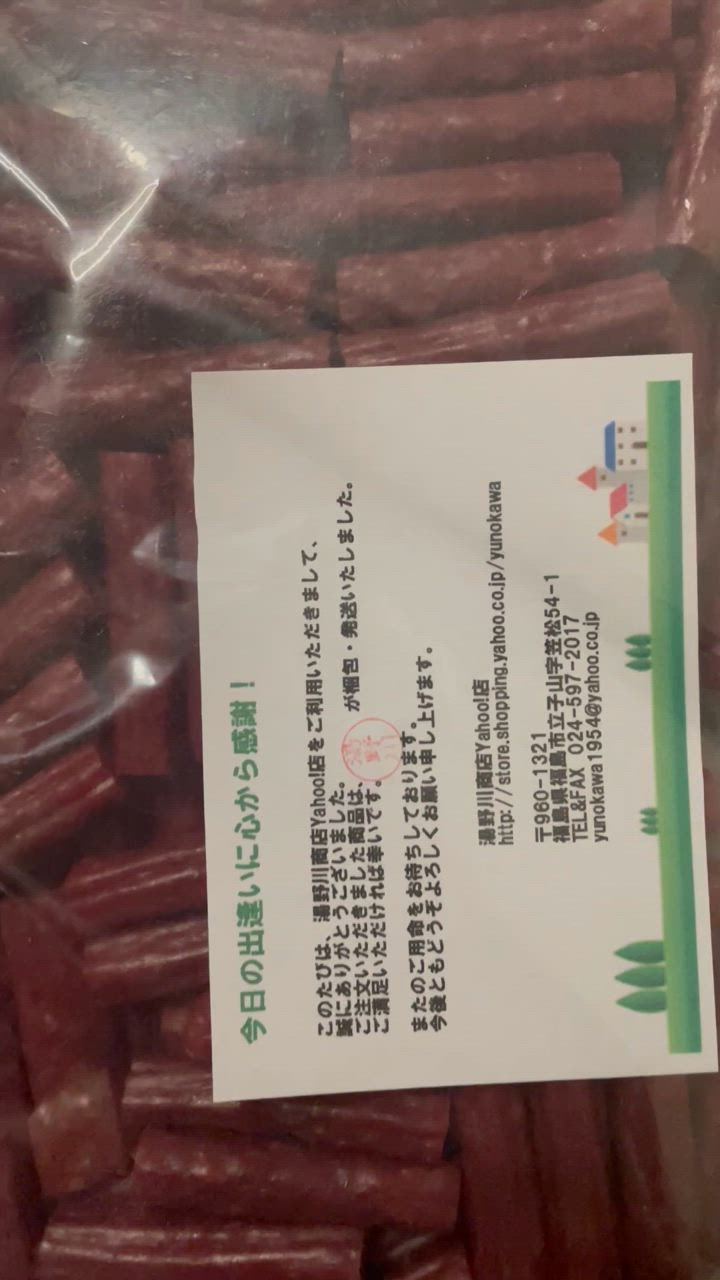 今日の出逢いに心から感謝！
このたびは、湯野川商店Yahoo!店をご利用いただきまして、
誠にありがとうございました。
ご注文いただきました商品は、 が梱包・発送いたしました。
ご満足いただければ幸いです。
またのご用命をお待ちしております。
今後ともどうぞよろしくお願い申し上げます。
湯野川商店Yahoo!店
http://store.shopping.yahoo.co.jp/yunokawa
〒960-1321
福島県福島市立子山字笠松54-1
TEL&FAX 024-597-2017
yunokawa1954@yahoo.co.jp